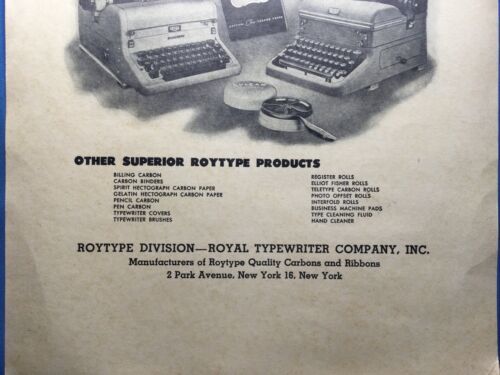 OTHER SUPERIOR ROYTYPE PRODUCTS
BILLING CARBON
CARBON BINDERS
SPIRIT HECTOGRAPH CARBON PAPER
GELATIN HECTOGRAPH CARBON PAPER
PENCIL CARBON
PEN CARBON
TYPEWRITER COVERS
TYPEWRITER BRUSHES
REGISTER ROLLS
ELLIOT FISHER ROLLS
TELETYPE CARBON ROLLS
PHOTO OFFSET ROLLS
INTERFOLD ROLLS
BUSINESS MACHINE PADS
TYPE CLEANING FLUID
HAND CLEANER
ROYTYPE DIVISION—ROYAL TYPEWRITER COMPANY, INC.
Manufacturers of Roytype Quality Carbons and Ribbons
2 Park Avenue, New York 16, New York